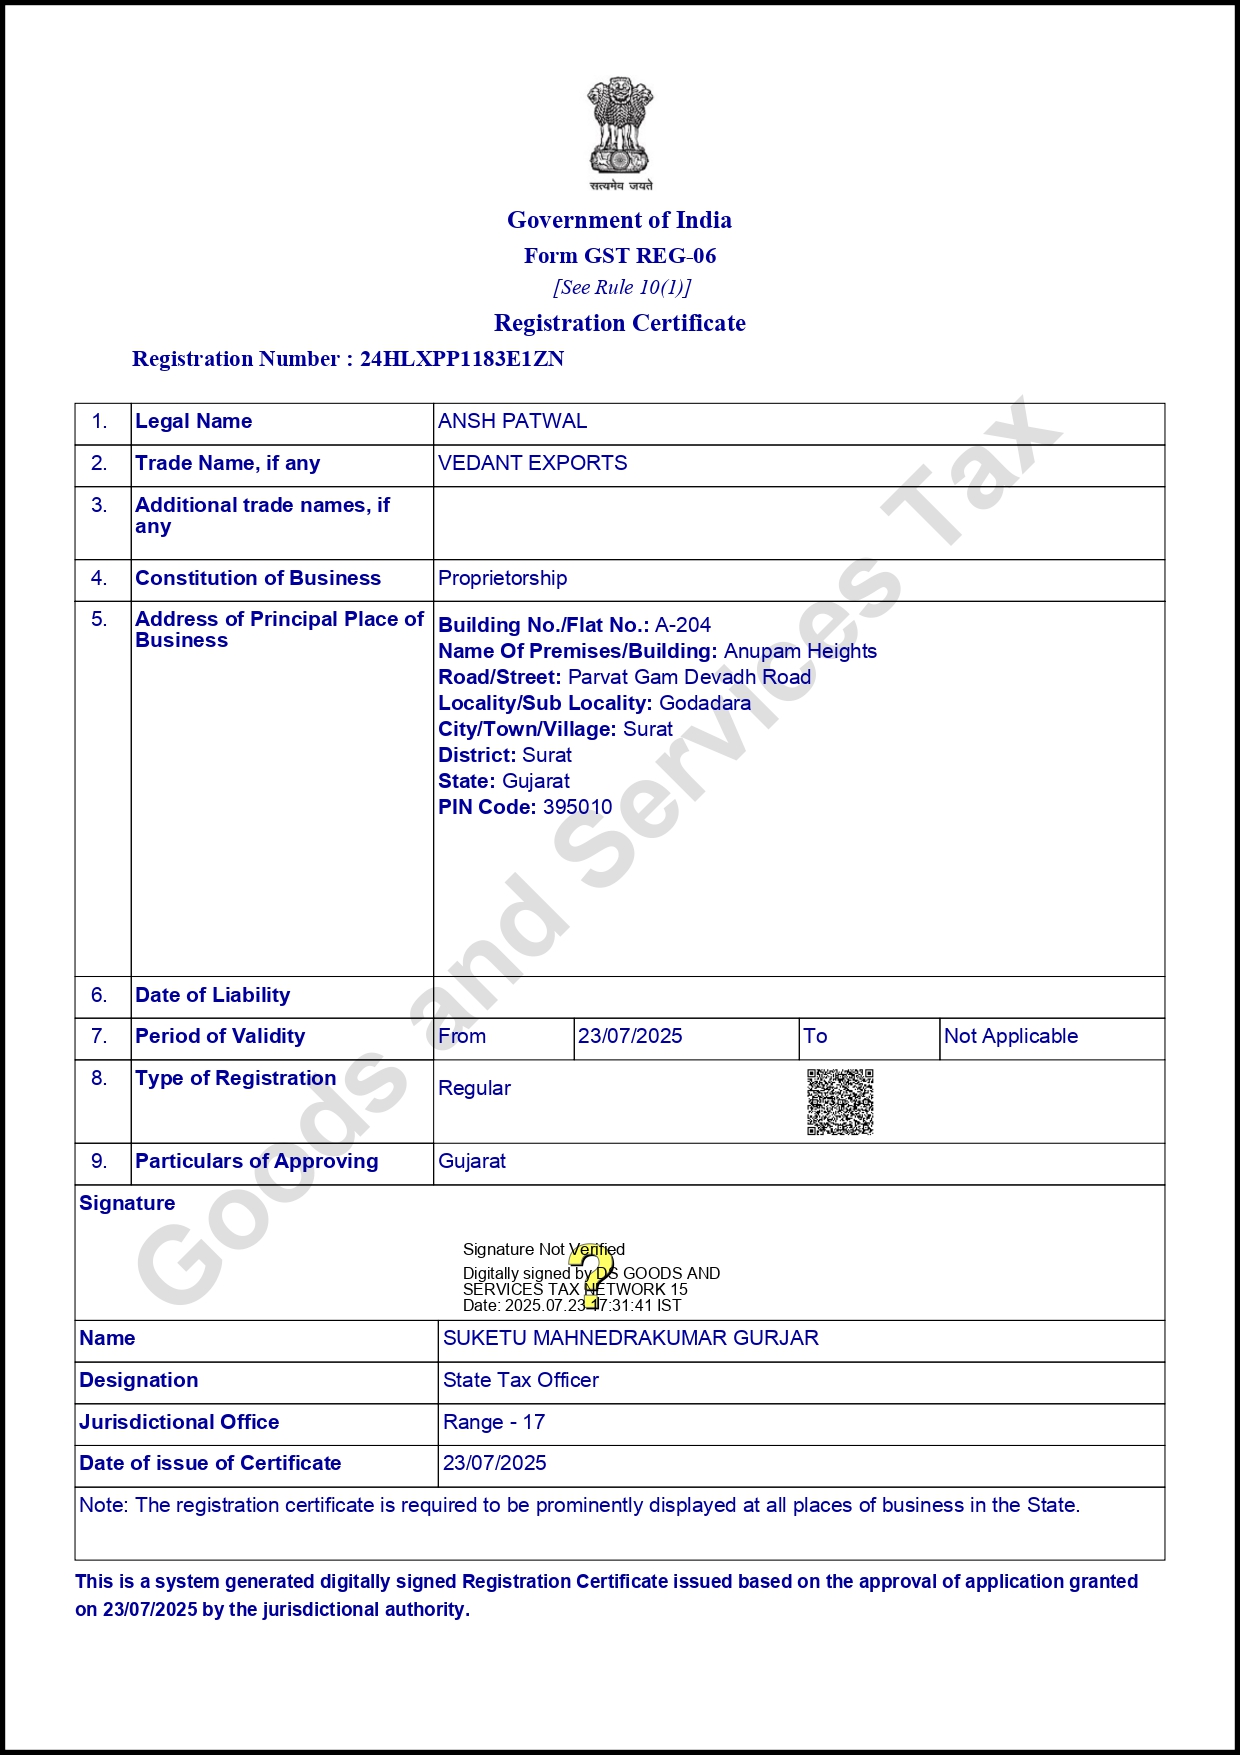 सत्यमेव जयते
Government of India
Form GST REG-06
[See Rule 10(1)]
Registration Certificate
Registration Number : 24HLXPP1183E1ZN
1. Legal Name ANSH PATWAL
2. Trade Name, if any VEDANT EXPORTS
3. Additional trade names, if
any
4. Constitution of Business Proprietorship
5. Address of Principal Place of
Business
Building No./Flat No.: A-204
Name Of Premises/Building: Anupam Heights
Road/Street: Parvat Gam Devadh Road
Locality/Sub Locality: Godadara
City/Town/Village: Surat
District: Surat
State: Gujarat
PIN Code: 395010
6. Date of Liability
7. Period of Validity From 23/07/2025 To Not Applicable
8. Type of Registration Regular
9. Particulars of Approving Gujarat
Signature
Signature Not Verified
Digitally signed by DS GOODS AND
SERVICES TAX NETWORK 15
Date: 2025.07.23 17:31:41 IST
Name SUKETU MAHNEDRAKUMAR GURJAR
Designation State Tax Officer
Jurisdictional Office Range - 17
Date of issue of Certificate 23/07/2025
Note: The registration certificate is required to be prominently displayed at all places of business in the State.
This is a system generated digitally signed Registration Certificate issued based on the approval of application granted
on 23/07/2025 by the jurisdictional authority.
Goods and Services Tax